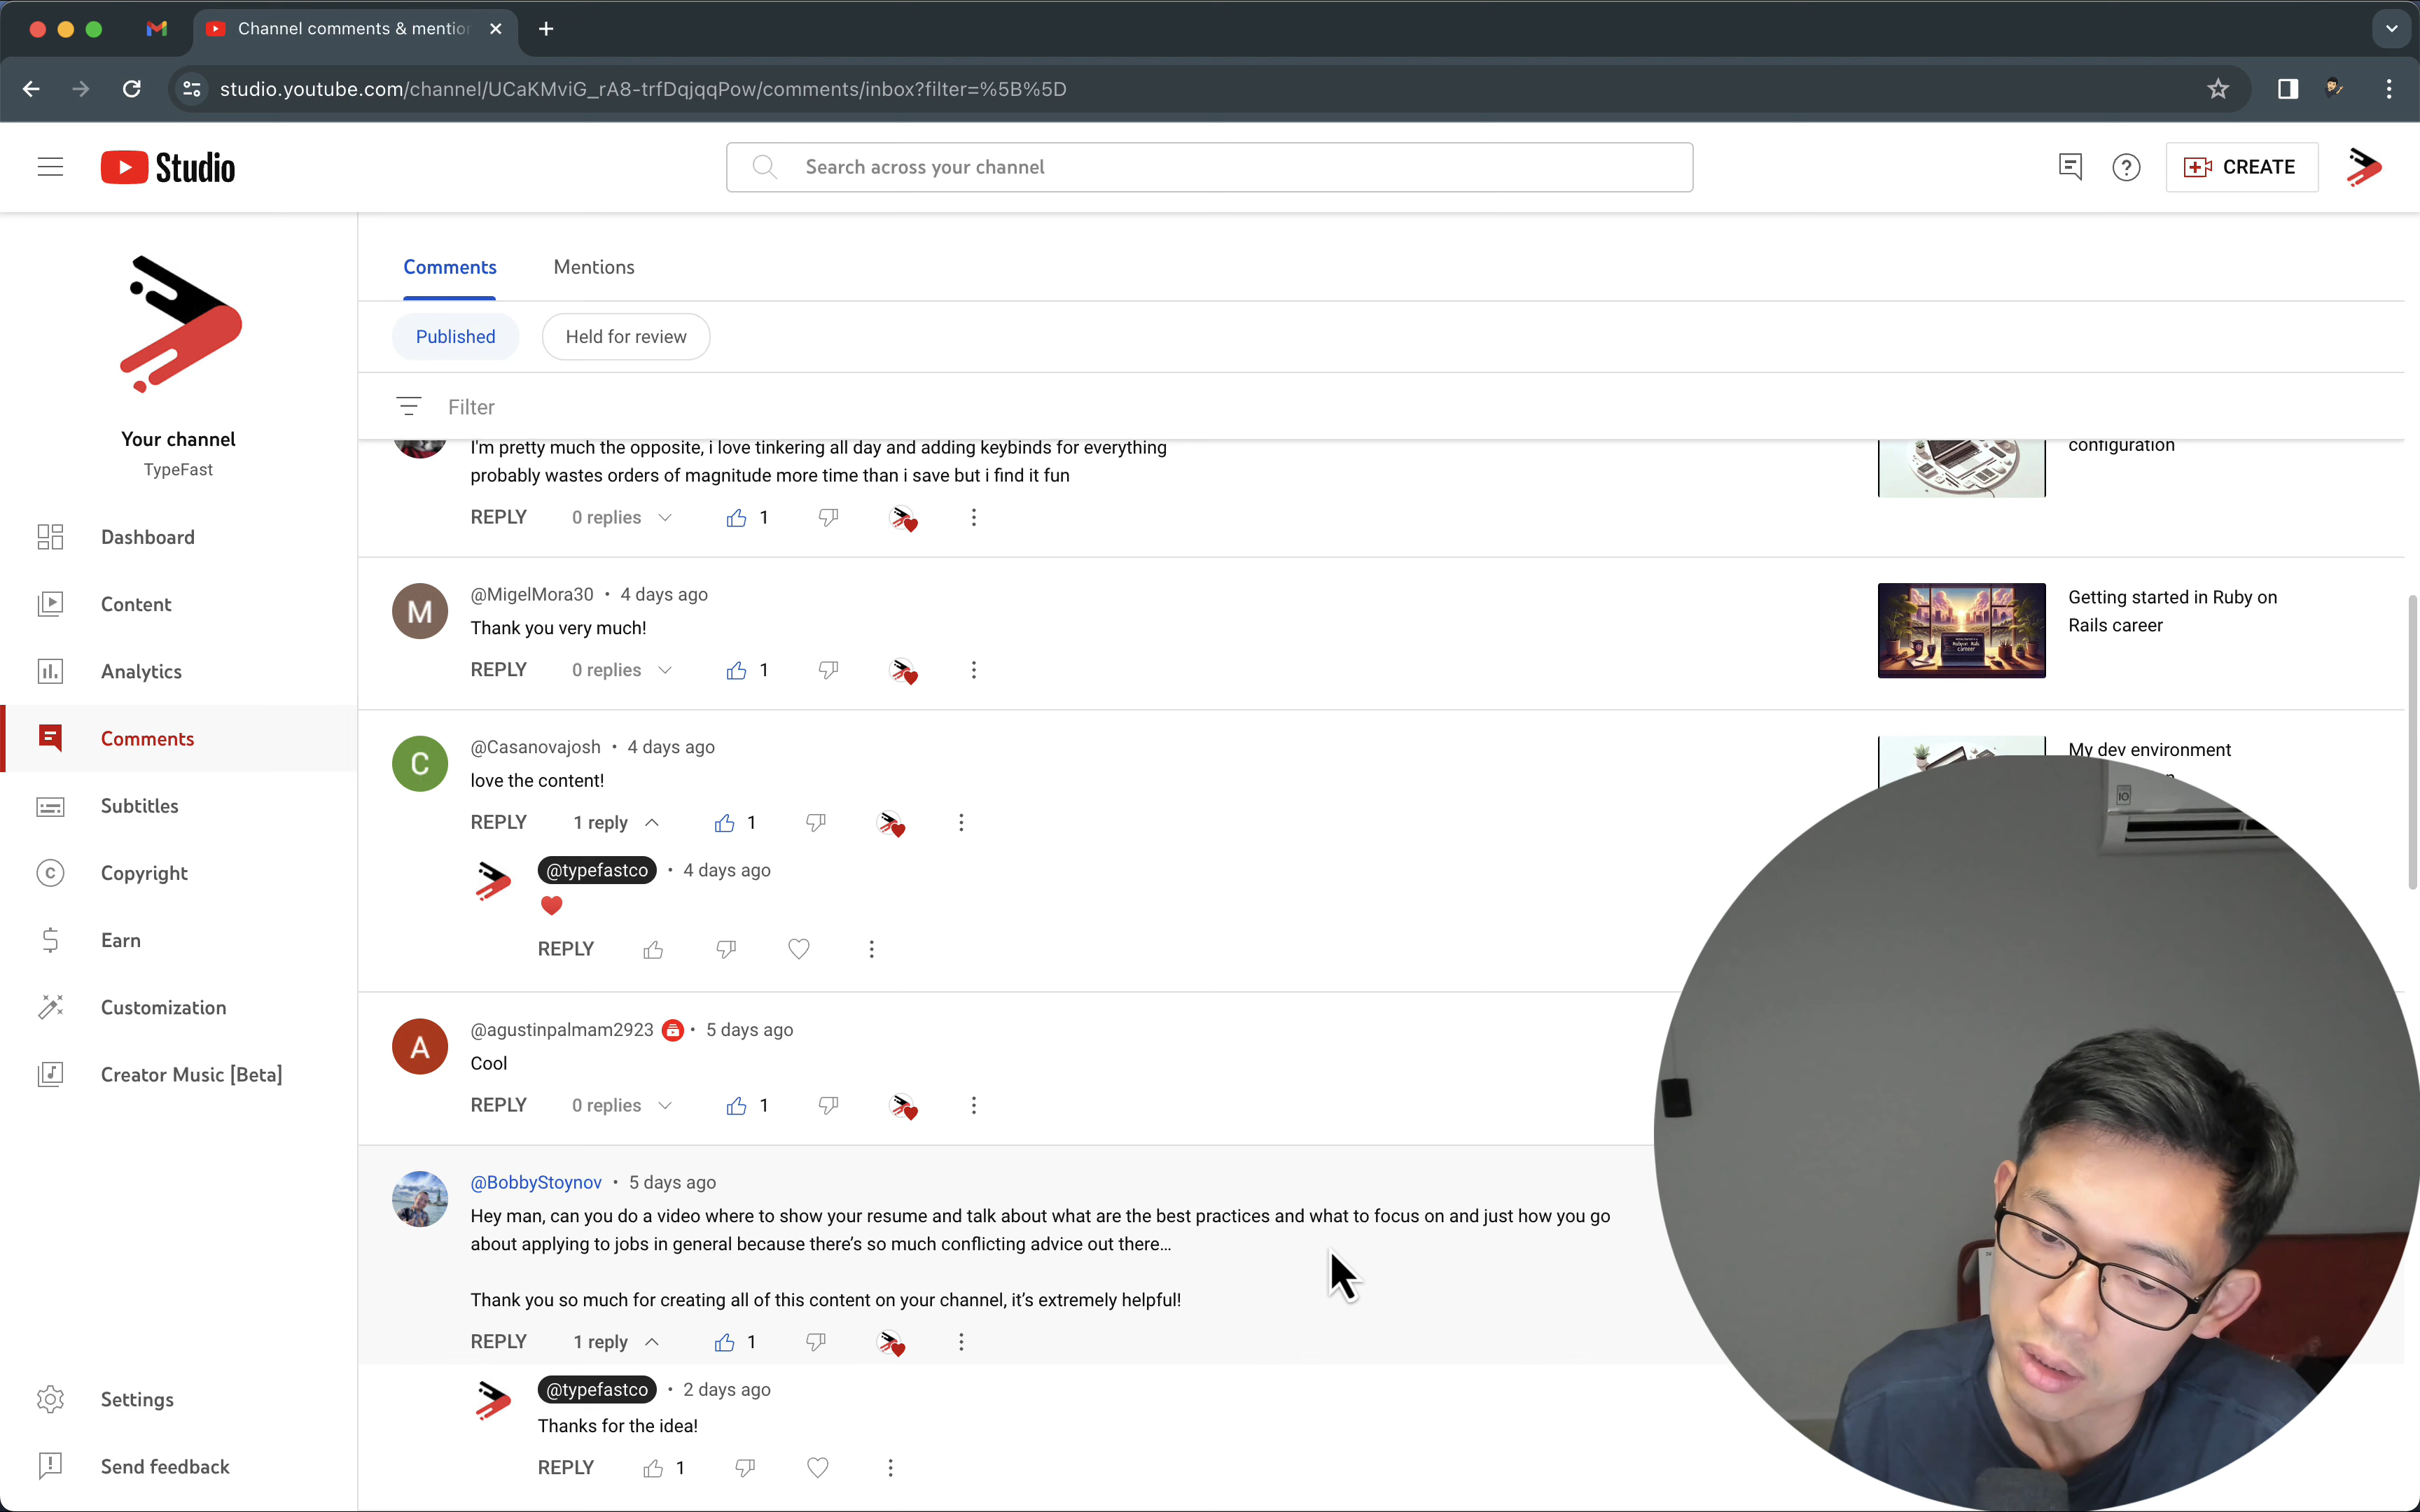 Channel comments & mention
studio.youtube.com/channel/UCaKMviG_rA8-trfDqjqqPow/comments/inbox?filter=%5B%5D
Studio
Search across your channel
CREATE
Your channel
TypeFast
Dashboard
Content
Analytics
Comments
Subtitles
Copyright
Earn
Customization
Creator Music [Beta]
Settings
Send feedback
Comments
Mentions
Published
Held for review
Filter
I'm pretty much the opposite, i love tinkering all day and adding keybinds for everything
probably wastes orders of magnitude more time than i save but i find it fun
REPLY 0 replies 1
configuration
M
@MigelMora30 • 4 days ago
Thank you very much!
REPLY 0 replies 1
Getting started in Ruby on
Rails career
C
@Casanovajosh • 4 days ago
love the content!
REPLY 1 reply 1
My dev environment
@typefastco • 4 days ago
REPLY
A
@agustinpalmam2923 • 5 days ago
Cool
REPLY 0 replies 1
@BobbyStoynov • 5 days ago
Hey man, can you do a video where to show your resume and talk about what are the best practices and what to focus on and just how you go
about applying to jobs in general because there's so much conflicting advice out there...
Thank you so much for creating all of this content on your channel, it's extremely helpful!
REPLY 1 reply 1
@typefastco • 2 days ago
Thanks for the idea!
REPLY 1